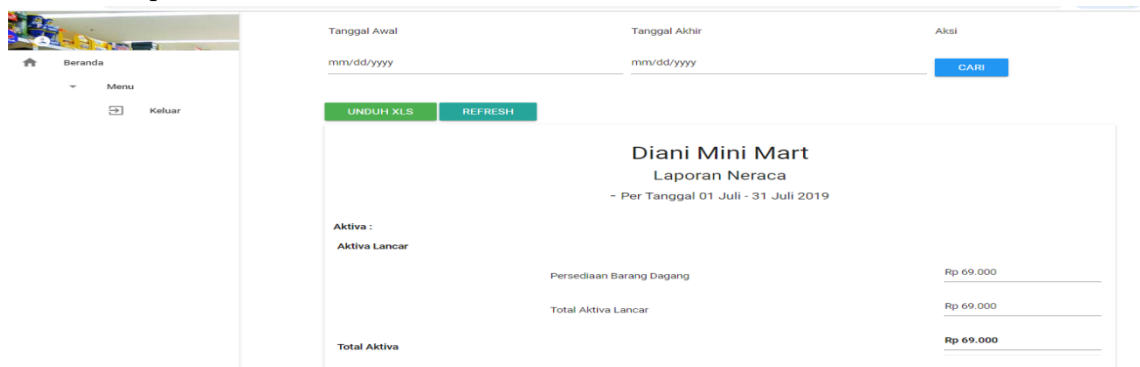 Tanggal Awal Tanggal Akhir Aksi
Beranda
mm/dd/yyyy mm/dd/yyyy CARI
Menu
Keluar
UNDUH XLS REFRESH
Diani Mini Mart
Laporan Neraca
- Per Tanggal 01 Juli - 31 Juli 2019
Aktiva :
Aktiva Lancar
Persediaan Barang Dagang Rp 69.000
Total Aktiva Lancar Rp 69.000
Total Aktiva Rp 69.000